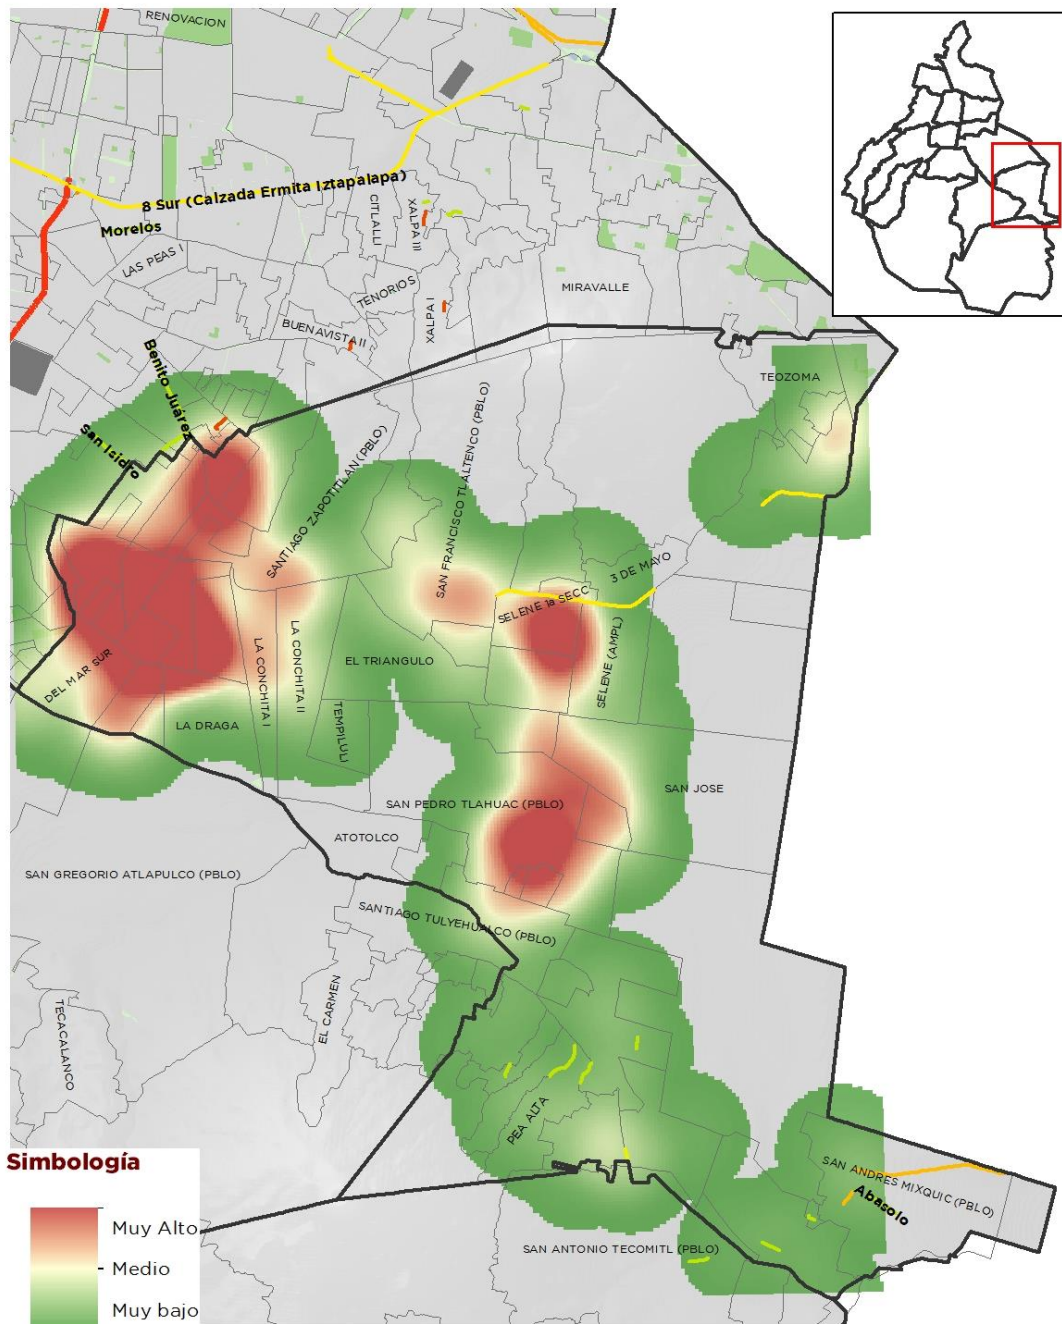 RENOVACION
8 Sur (Calzada Ermita Iztapalapa)
Morelos
CITLALLI
XALPA III
LAS PEAS I
TENORIOS
MIRAVALLE
BUENAVISTA II
XALPA I
Benito Juárez
TEOZOMA
San Isidro
SANTIAGO ZAPOTITLAN (PBLO)
SAN FRANCISCO TLALTENCO (PBLO)
3 DE MAYO
SELENE 1a SECC
SELENE (AMPL)
DEL MAR SUR
LA CONCHITA I
LA CONCHITA II
EL TRIANGULO
LA DRAGA
TEMPILULI
SAN JOSE
SAN PEDRO TLAHUAC (PBLO)
ATOTOLCO
SAN GREGORIO ATLAPULCO (PBLO)
SANTIAGO TULYEHUALCO (PBLO)
EL CARMEN
TECACALANCO
PEA ALTA
SAN ANDRES MIXQUIC (PBLO)
Abasolo
SAN ANTONIO TECOMITL (PBLO)
Simbología
Muy Alto
Medio
Muy bajo